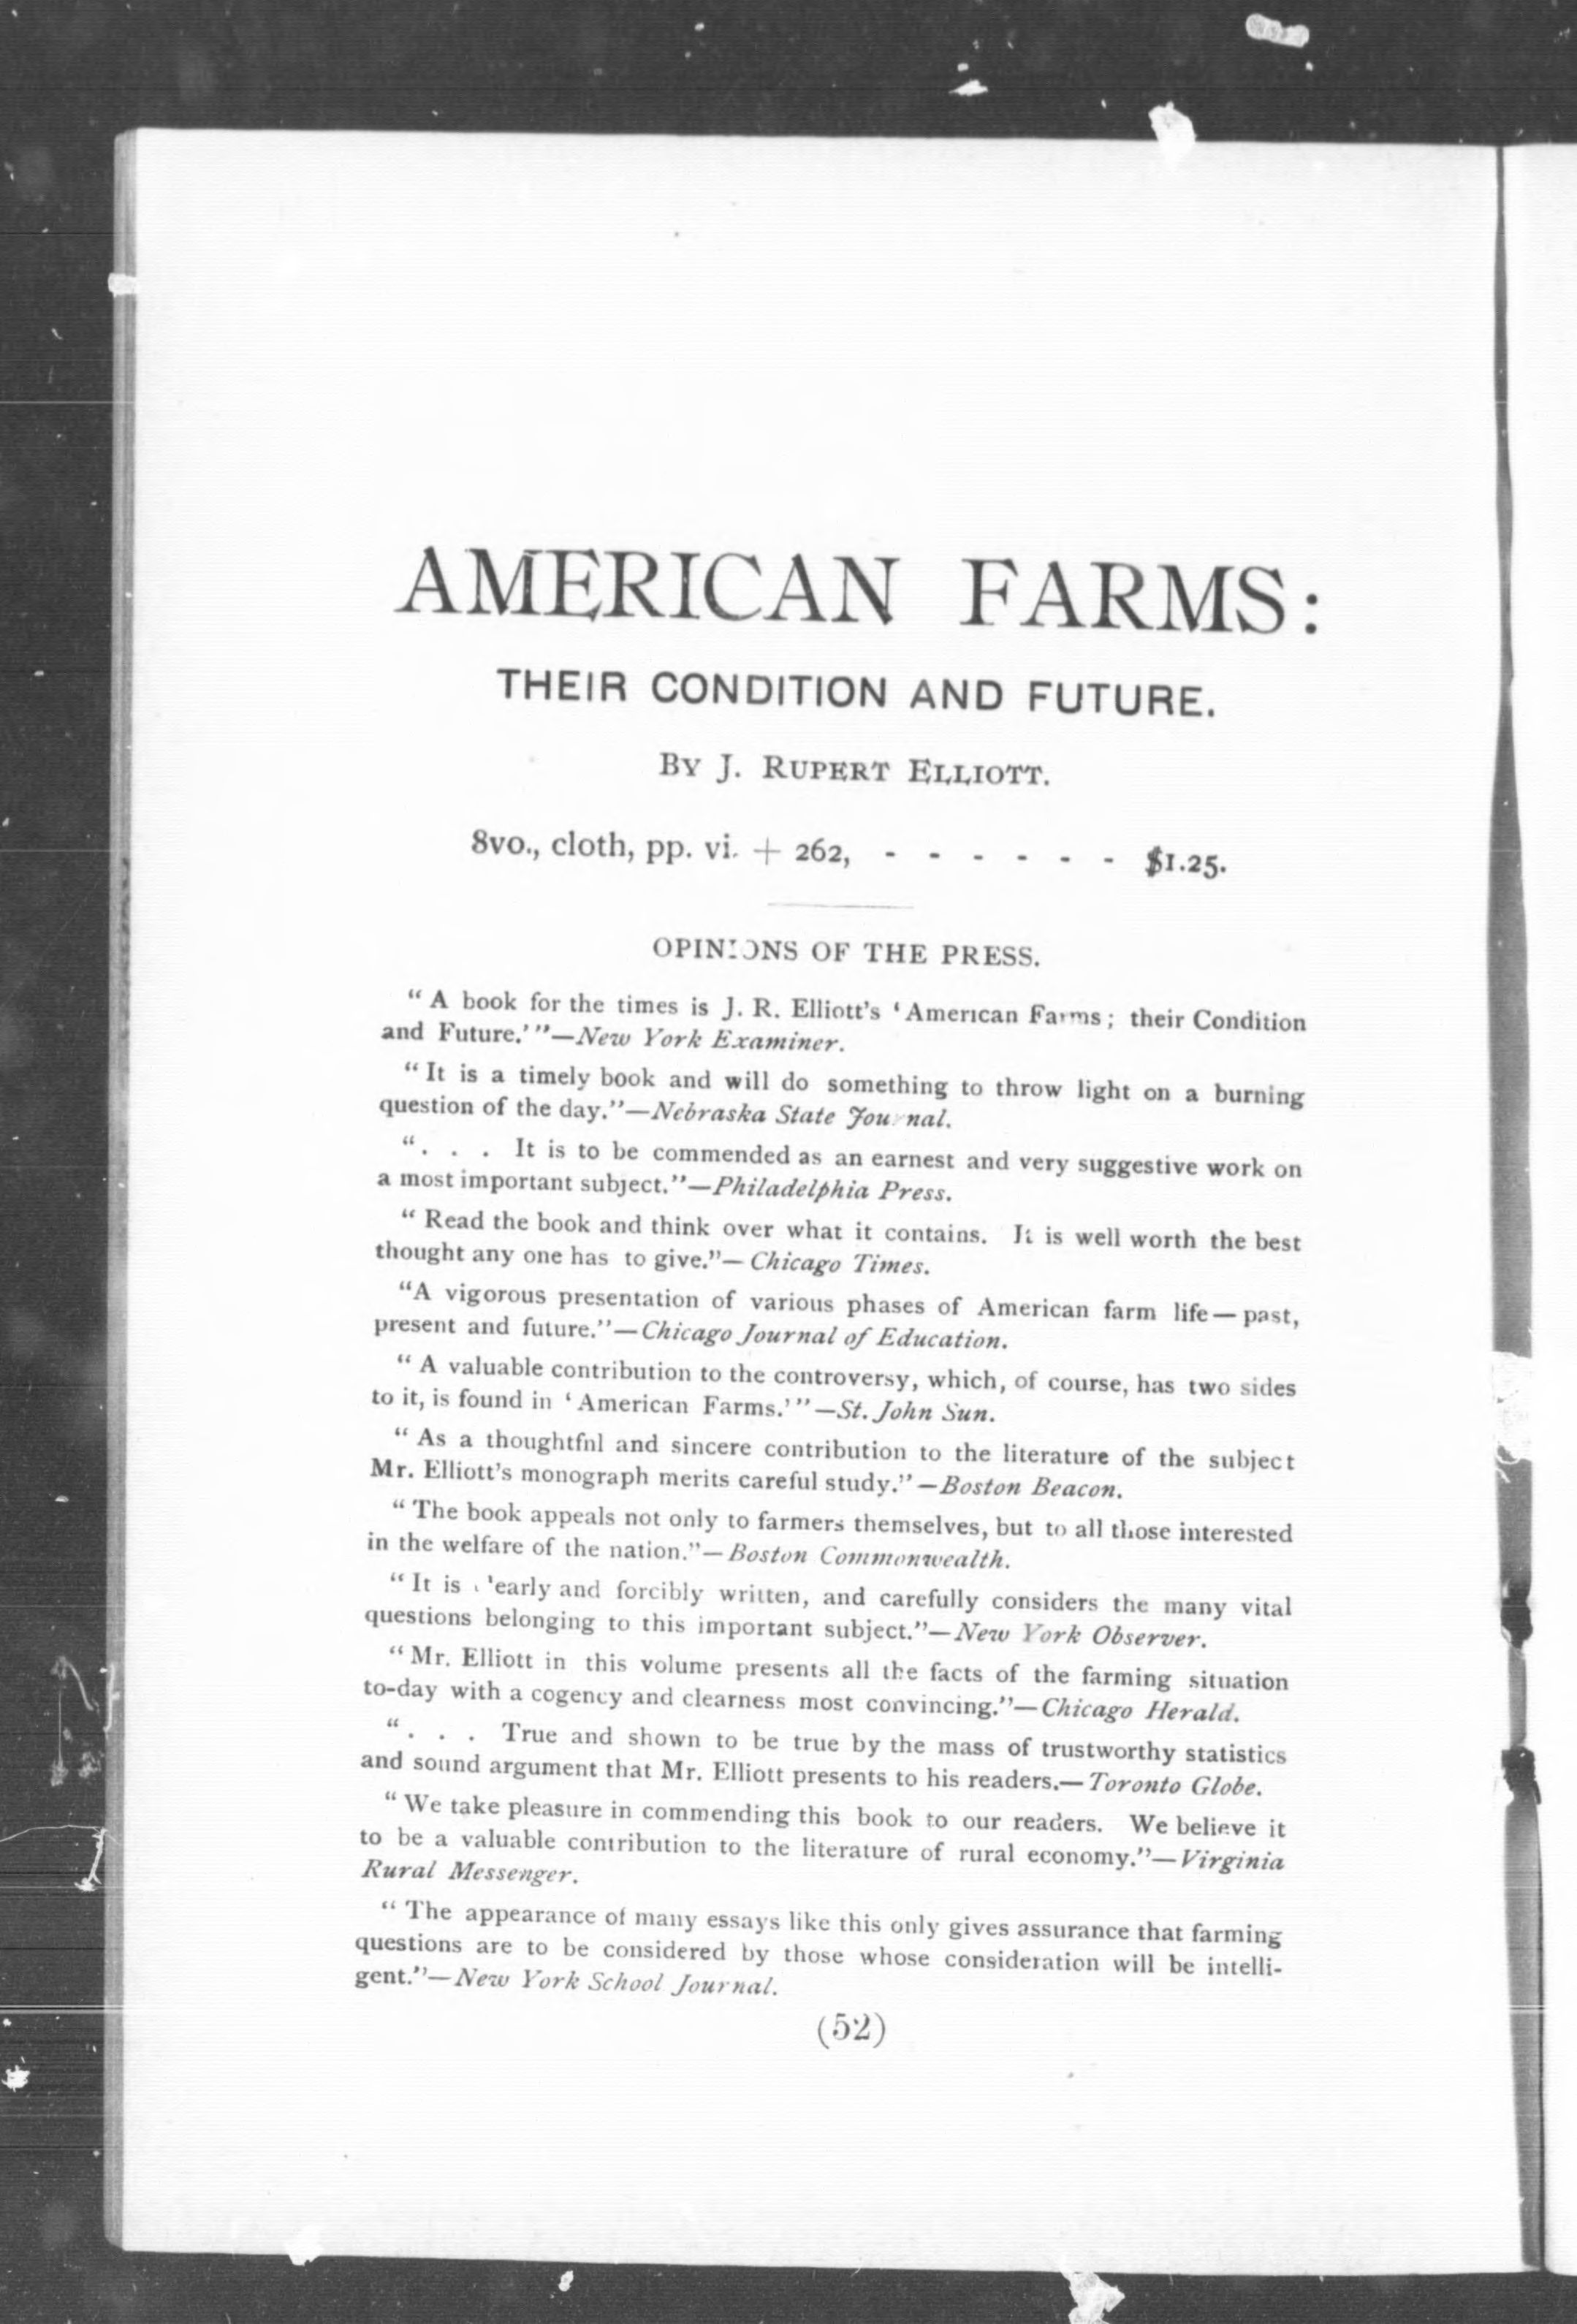 AMERICAN FARMS:
THEIR CONDITION AND FUTURE.
BY J. RUPERT ELLIOTT.
8vo., cloth, pp. vi. + 262, - - - - - - $1.25.
OPINIONS OF THE PRESS.
“ A book for the times is J. R. Elliott’s ‘ American Farms ; their Condition
and Future.’ ”—New York Examiner.
“ It is a timely book and will do something to throw light on a burning
question of the day.”—Nebraska State Journal.
“ . . . It is to be commended as an earnest and very suggestive work on
a most important subject.”—Philadelphia Press.
“ Read the book and think over what it contains. It is well worth the best
thought any one has to give.”—Chicago Times.
“A vigorous presentation of various phases of American farm life—past,
present and future.”—Chicago Journal of Education.
“ A valuable contribution to the controversy, which, of course, has two sides
to it, is found in ‘ American Farms.’ ”—St. John Sun.
“ As a thoughtfnl and sincere contribution to the literature of the subject
Mr. Elliott’s monograph merits careful study.”—Boston Beacon.
“ The book appeals not only to farmers themselves, but to all those interested
in the welfare of the nation.”—Boston Commonwealth.
“ It is clearly and forcibly written, and carefully considers the many vital
questions belonging to this important subject.”—New York Observer.
“ Mr. Elliott in this volume presents all the facts of the farming situation
to-day with a cogency and clearness most convincing.”—Chicago Herald.
“ . . . True and shown to be true by the mass of trustworthy statistics
and sound argument that Mr. Elliott presents to his readers.—Toronto Globe.
“ We take pleasure in commending this book to our readers. We believe it
to be a valuable contribution to the literature of rural economy.”—Virginia
Rural Messenger.
“ The appearance of many essays like this only gives assurance that farming
questions are to be considered by those whose consideration will be intelli-
gent.”—New York School Journal.
(52)